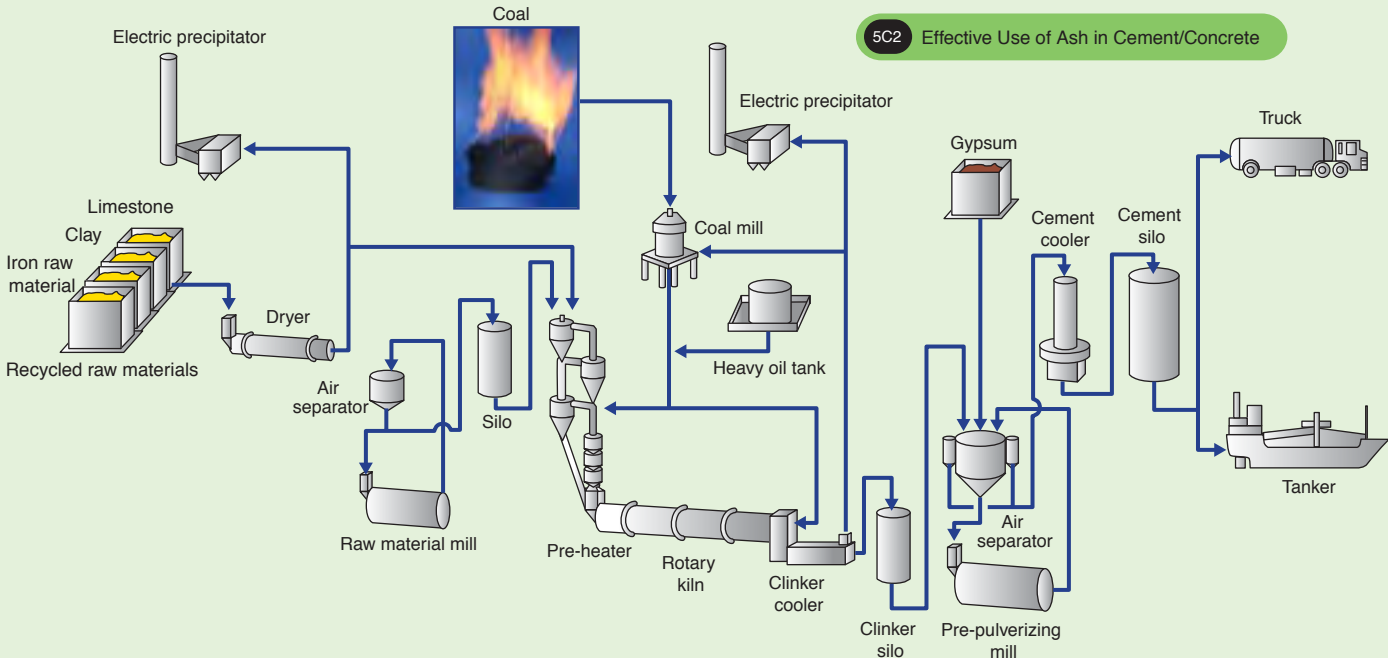 5C2 Effective Use of Ash in Cement/Concrete
Coal
Electric precipitator
Electric precipitator
Truck
Gypsum
Limestone
Clay
Iron raw
material
Recycled raw materials
Dryer
Coal mill
Cement
cooler
Cement
silo
Heavy oil tank
Air
separator
Silo
Raw material mill
Pre-heater
Rotary
kiln
Clinker
cooler
Clinker
silo
Air
separator
Pre-pulverizing
mill
Tanker